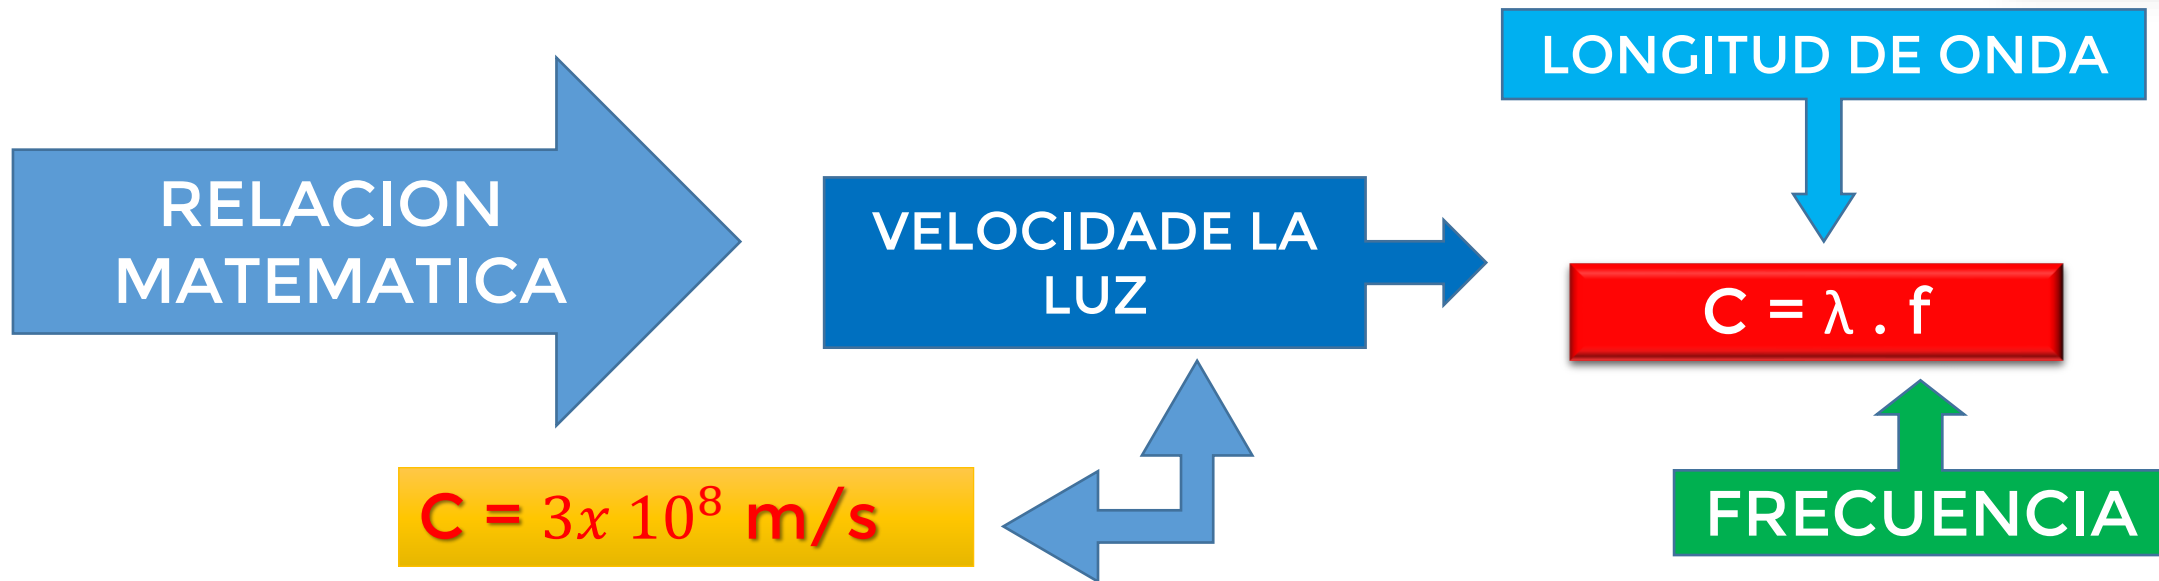 RELACION
MATEMATICA
VELOCIDADE LA
LUZ
C = 3x 10⁸ m/s
LONGITUD DE ONDA
C = λ . f
FRECUENCIA